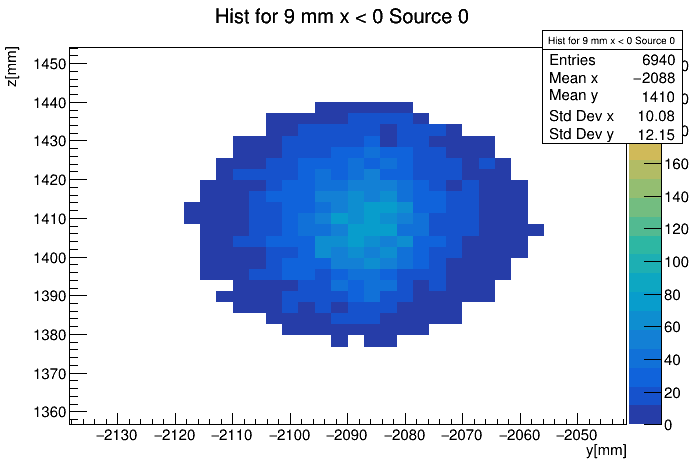 Hist for 9 mm x < 0 Source 0
z[mm]
Hist for 9 mm x < 0 Source 0
Entries 6940
Mean x −2088
Mean y 1410
Std Dev x 10.08
Std Dev y 12.15
1450
1440
1430
1420
1410
1400
1390
1380
1370
1360
−2130 −2120 −2110 −2100 −2090 −2080 −2070 −2060 −2050
y[mm]
0
0
160
140
120
100
80
60
40
20
0